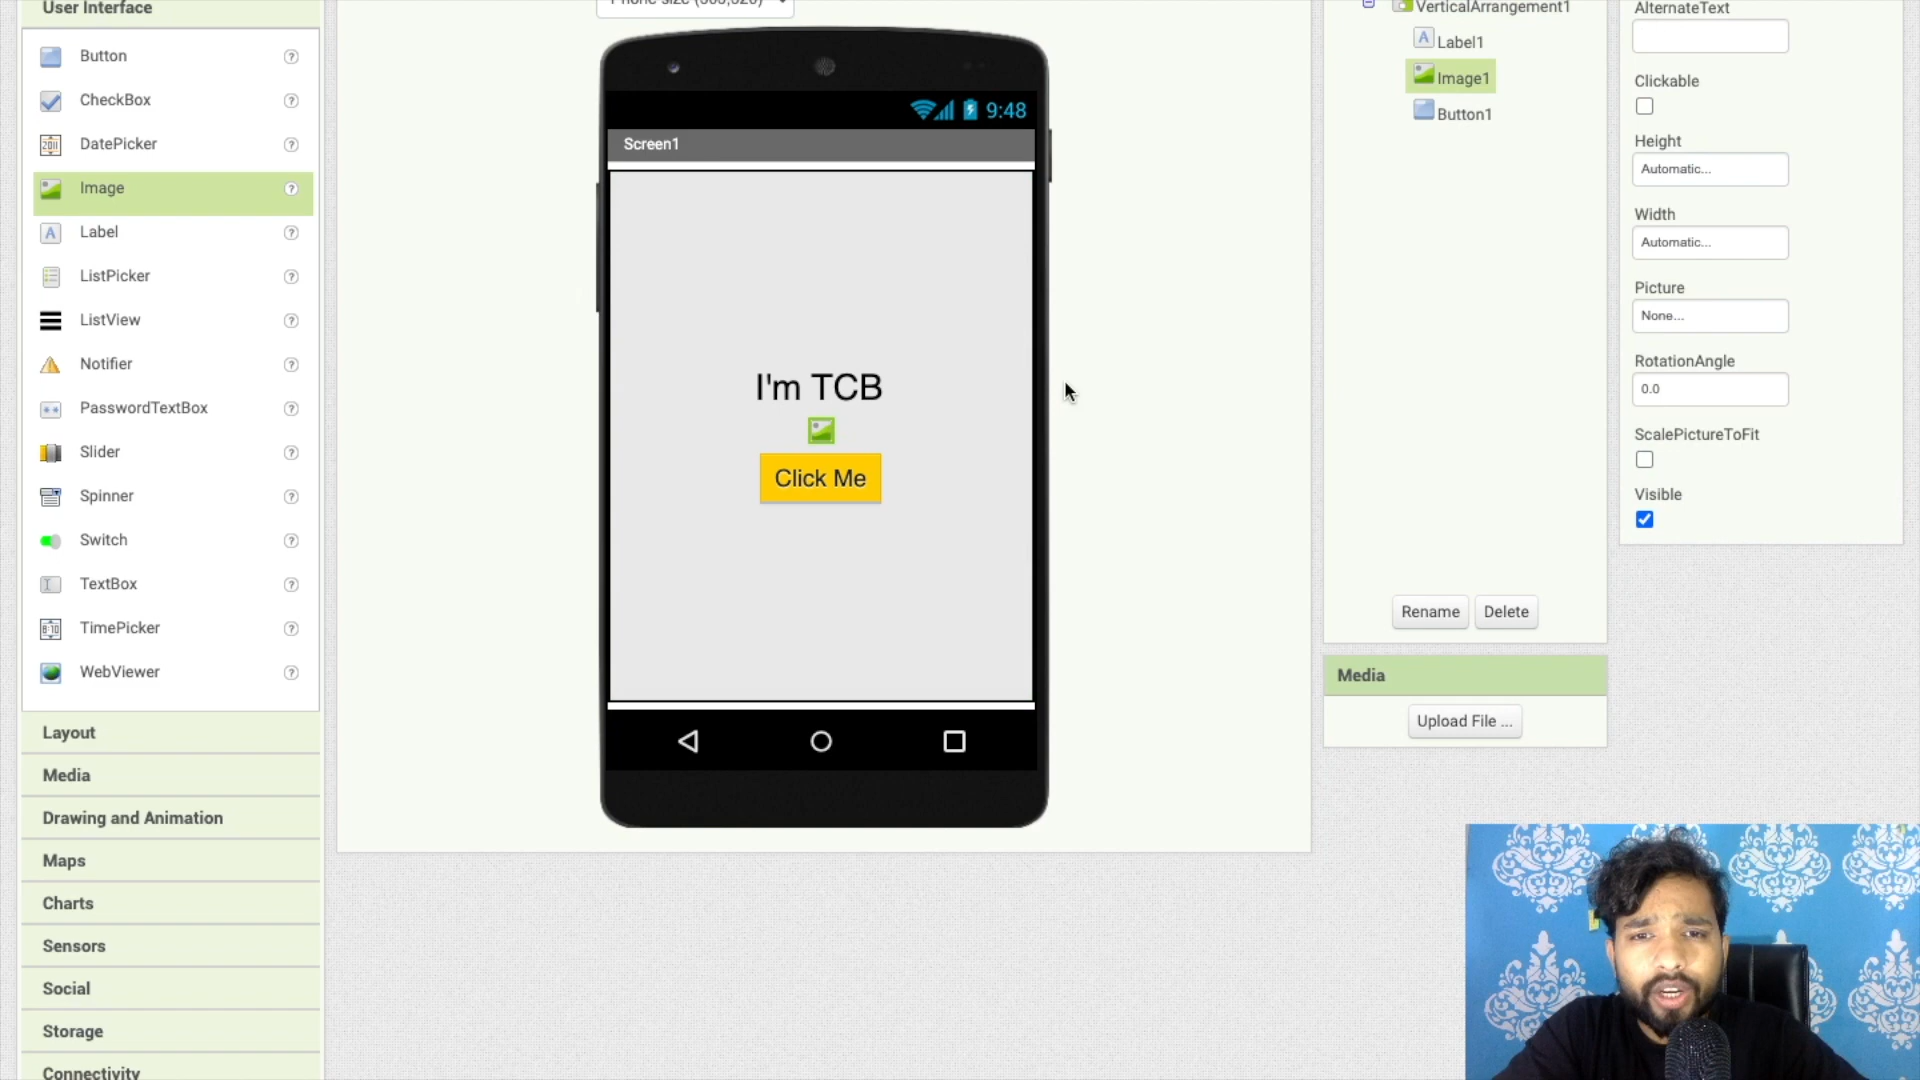 User Interface
Button
CheckBox
DatePicker
Image
Label
ListPicker
ListView
Notifier
PasswordTextBox
Slider
Spinner
Switch
TextBox
TimePicker
WebViewer
Layout
Media
Drawing and Animation
Maps
Charts
Sensors
Social
Storage
Connectivity
9:48
Screen1
I'm TCB
Click Me
VerticalArrangement1
Label1
Image1
Button1
Rename
Delete
Media
Upload File ...
AlternateText
Clickable
Height
Automatic...
Width
Automatic...
Picture
None...
RotationAngle
0.0
ScalePictureToFit
Visible